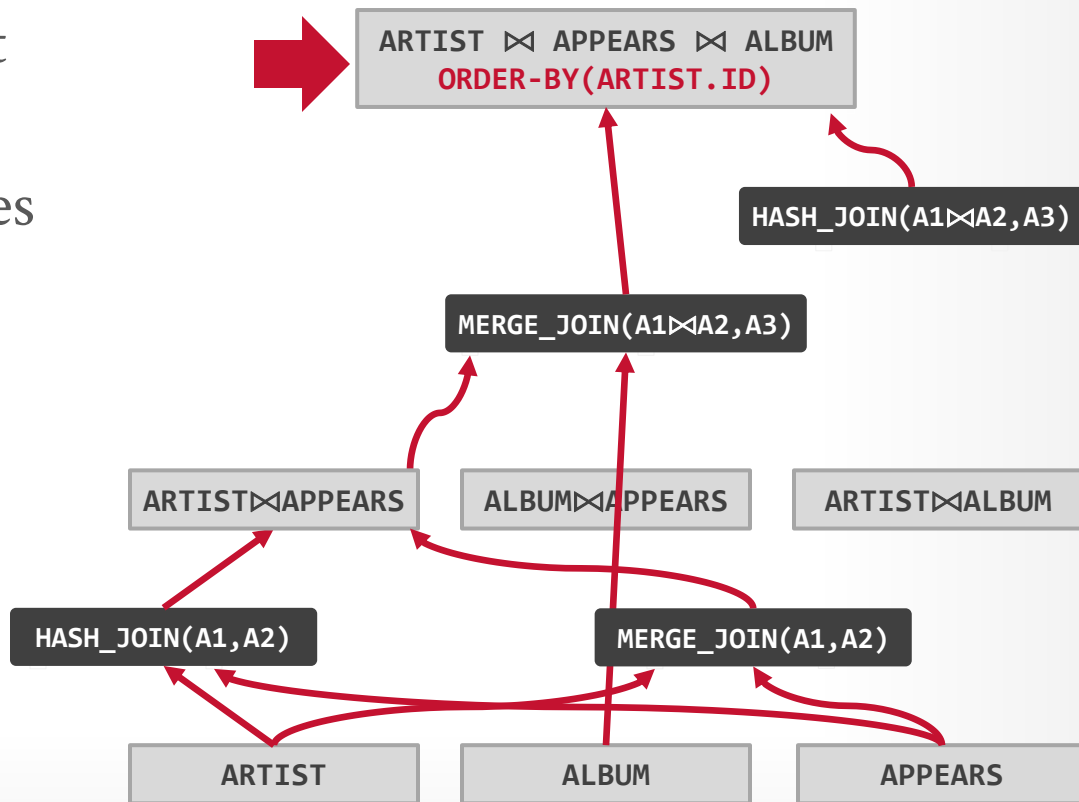 t
ARTIST ⋈ APPEARS ⋈ ALBUM
ORDER-BY(ARTIST.ID)
es
HASH_JOIN(A1⋈A2,A3)
MERGE_JOIN(A1⋈A2,A3)
ARTIST⋈APPEARS
ALBUM⋈APPEARS
ARTIST⋈ALBUM
HASH_JOIN(A1,A2)
MERGE_JOIN(A1,A2)
ARTIST
ALBUM
APPEARS